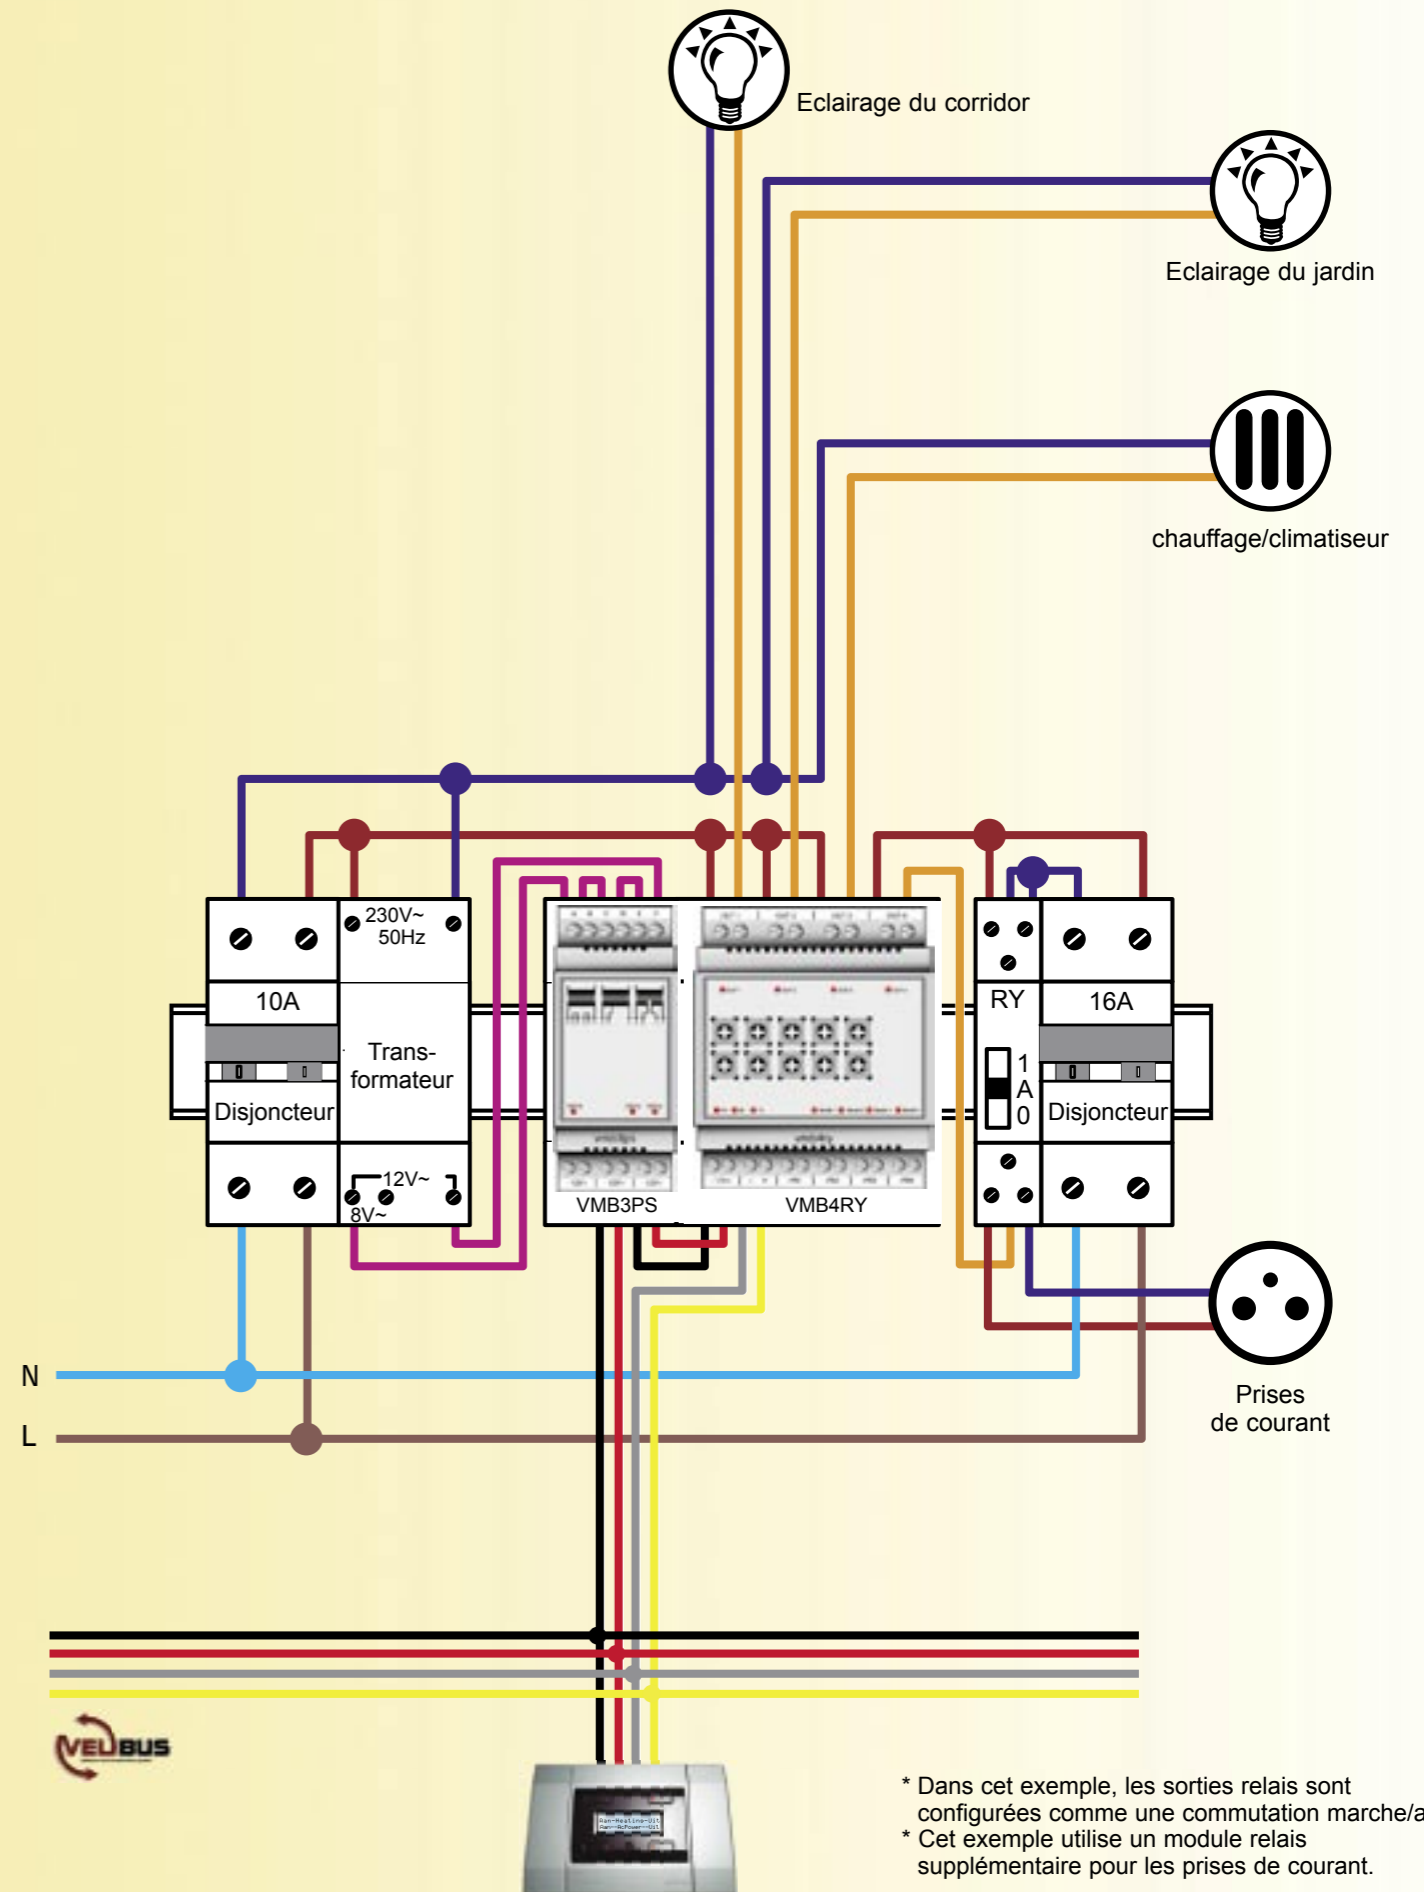 Eclairage du corridor
Eclairage du jardin
chauffage/climatiseur
230V~
50Hz
10A
Trans-
formateur
Disjoncteur
12V~
8V~
VMB3PS
VMB4RY
RY
1
A
0
16A
Disjoncteur
N
L
Prises
de courant
VELBUS
* Dans cet exemple, les sorties relais sont
configurées comme une commutation marche/a
* Cet exemple utilise un module relais
supplémentaire pour les prises de courant.